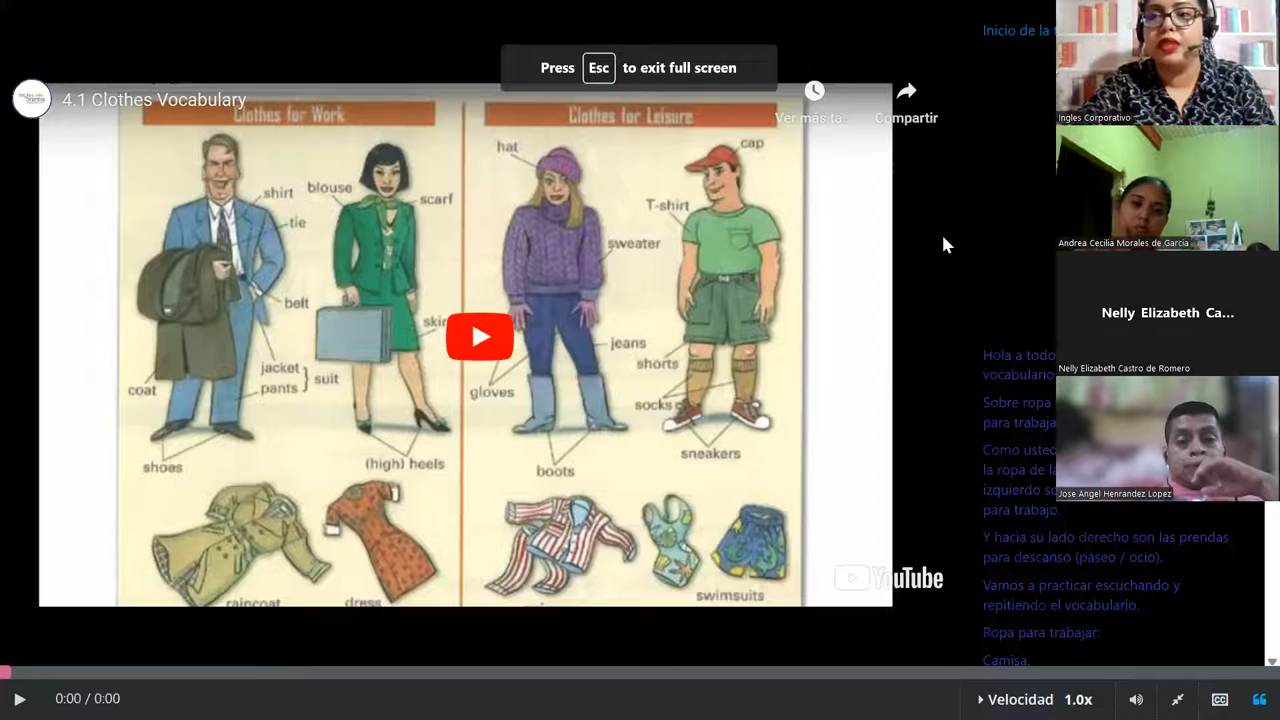 Press Esc to exit full screen
4.1 Clothes Vocabulary
Ver más ta...
Compartir
Clothes for Work
shirt
blouse
scarf
tie
belt
jacket
pants
suit
coat
shoes
(high) heels
raincoat
dress
Clothes for Leisure
hat
cap
T-shirt
sweater
jeans
shorts
gloves
socks
boots
sneakers
swimsuits
YouTube
Inicio de la
Hola a todo
vocabulario
Sobre ropa
para trabaja
Como usted
la ropa de la
izquierdo so
para trabajo.
Y hacia su lado derecho son las prendas
para descanso (paseo / ocio).
Vamos a practicar escuchando y
repitiendo el vocabulario.
Ropa para trabajar:
Camisa.
Ingles Corporativo
Andrea Cecilia Morales de Garcia
Nelly Elizabeth Ca...
Nelly Elizabeth Castro de Romero
Jose Angel Henrandez Lopez
0:00 / 0:00
Velocidad 1.0x
CC